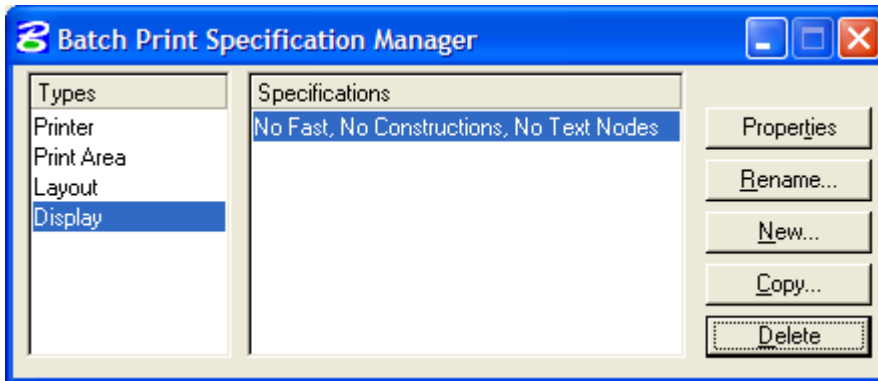 Batch Print Specification Manager
Types
Specifications
Printer
Print Area
Layout
Display
No Fast, No Constructions, No Text Nodes
Properties
Rename...
New...
Copy...
Delete